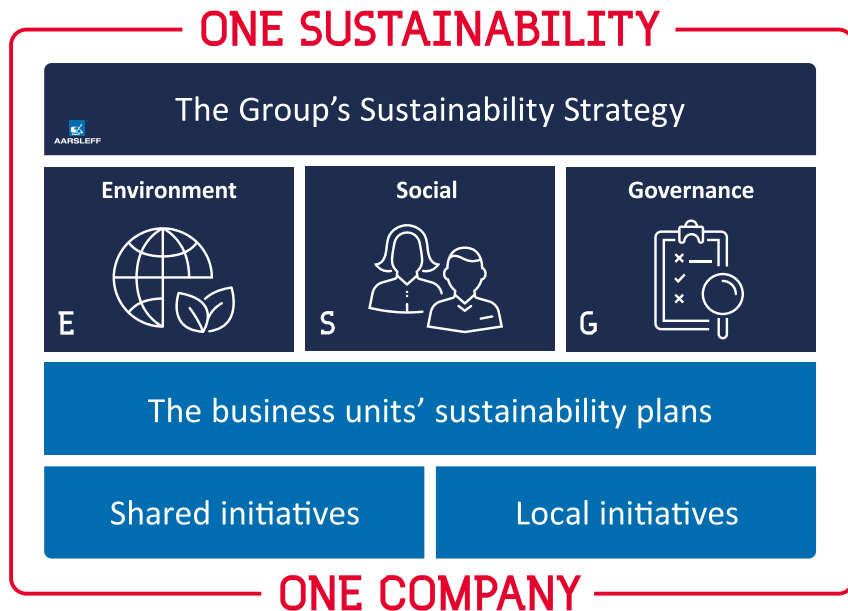 ONE SUSTAINABILITY
The Group's Sustainability Strategy
AARSLEFF
Environment
E
Social
S
Governance
G
The business units' sustainability plans
Shared initiatives
Local initiatives
ONE COMPANY